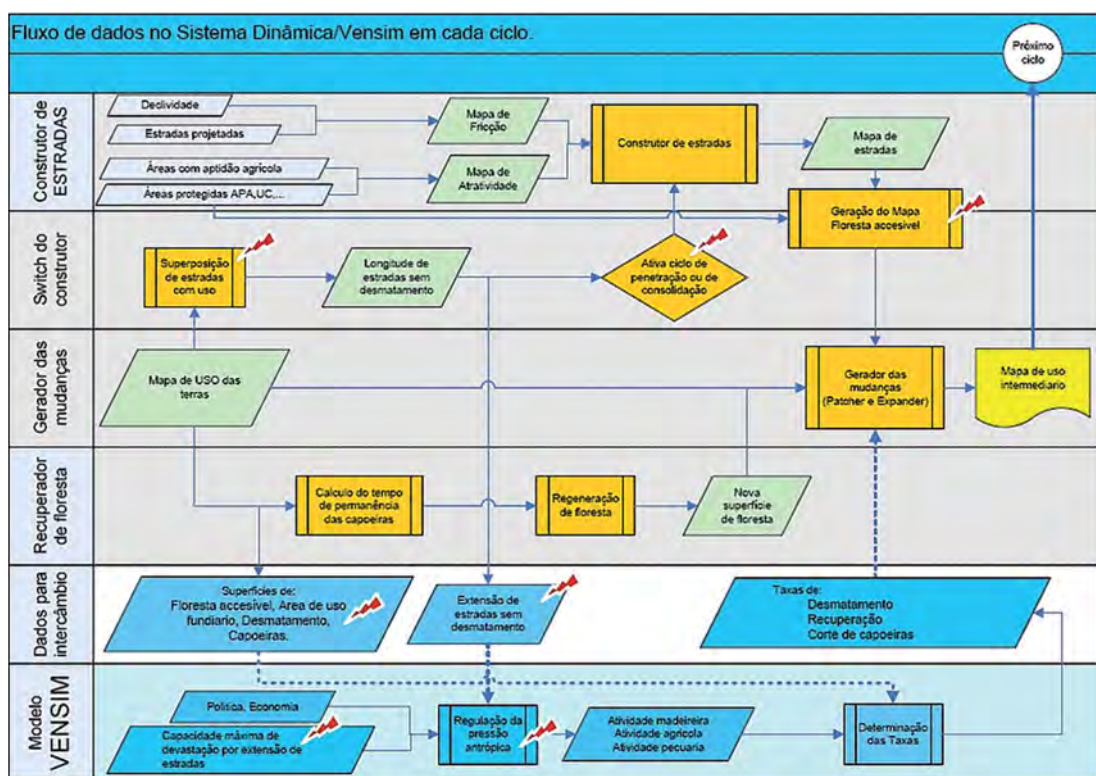 Fluxo de dados no Sistema Dinâmica/Vensim em cada ciclo.
Próximo
ciclo
Construtor de
ESTRADAS
Declividade
Estradas projetadas
Áreas com aptidão agrícola
Áreas protegidas APA,UC,...
Mapa de
Fricção
Mapa de
Atratividade
Construtor de estradas
Mapa de
estradas
Geração do Mapa
Floresta accesivel
Switch do
construtor
Superposição
de estradas
com uso
Longitude de
estradas sem
desmatamento
Ativa ciclo de
penetração ou de
consolidação
Gerador das
mudanças
Mapa de USO das
terras
Gerador das
mudanças
(Patcher e Expander)
Mapa de uso
intermediario
Recuperador
de floresta
Calculo do tempo
de permanência
das capoeiras
Regeneração
de floresta
Nova
superfície
de floresta
Dados para
intercâmbio
Superfícies de:
Floresta accesível, Area de uso
fundiario, Desmatamento,
Capoeiras.
Extensão de
estradas sem
desmatamento
Taxas de:
Desmatamento
Recuperação
Corte de capoeiras
Modelo
VENSIM
Politica, Economia
Capacidade máxima de
devastação por extensão de
estradas
Regulação da
pressão
antrópica
Atividade madeireira
Atividade agrícola
Atividade pecuaria
Determinação
das Taxas